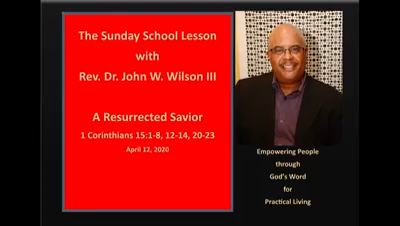 The Sunday School Lesson
with
Rev. Dr. John W. Wilson III
A Resurrected Savior
1 Corinthians 15:1-8, 12-14, 20-23
April 12, 2020
Empowering People
through
God's Word
for
Practical Living